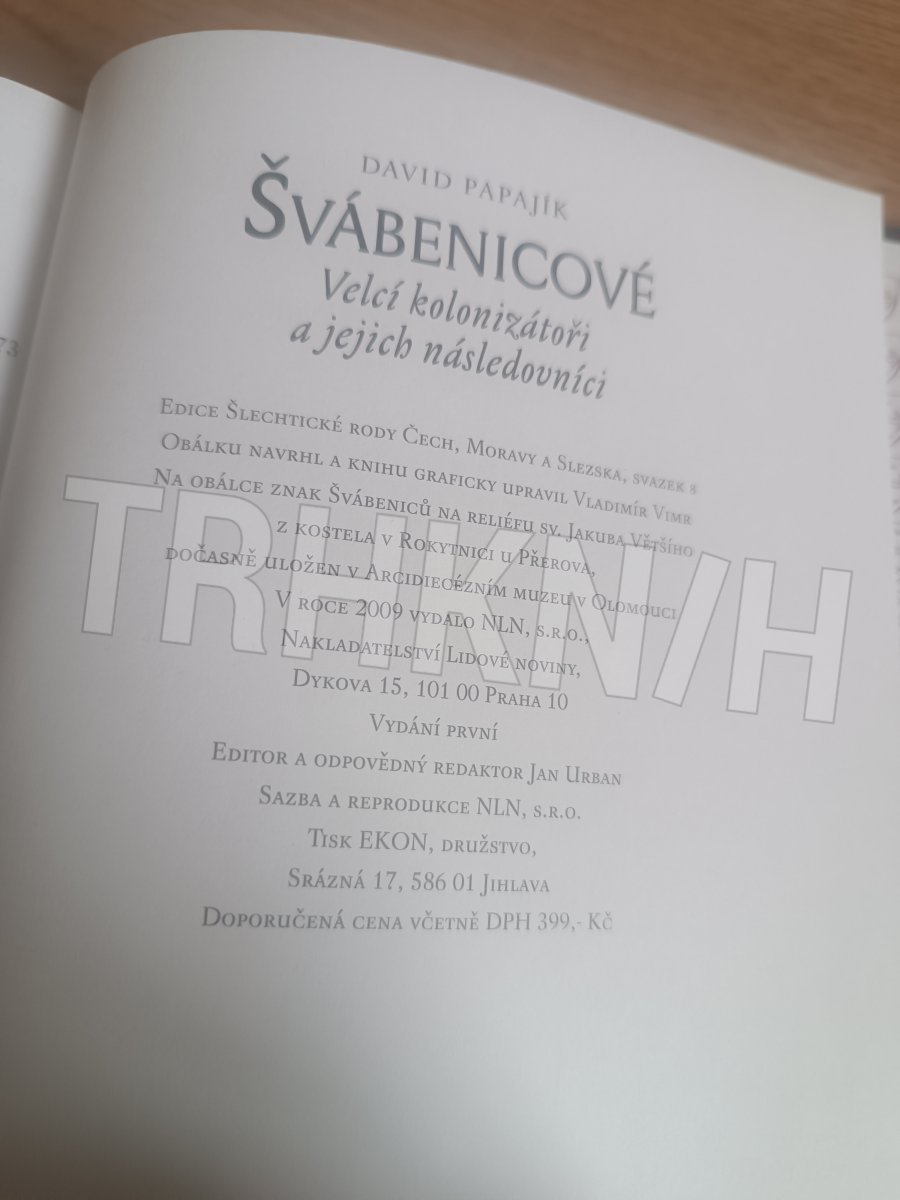 DAVID PAPAJÍK
ŠVÁBENICOVÉ
Velcí kolonizátoři
a jejich následovníci
73
EDICE ŠLECHTICKÉ RODY ČECH, MORAVY A SLEZSKA, SVAZEK 8
OBÁLKU NAVRHL A KNIHU GRAFICKY UPRAVIL VLADIMÍR VIMR
NA OBÁLCE ZNAK ŠVÁBENICŮ NA RELIÉFU SV. JAKUBA VĚTŠÍHO
Z KOSTELA V ROKYTNICI U PŘEROVA,
DOČASNĚ ULOŽEN V ARCIDIECÉZNÍM MUZEU V OLOMOUCI
V ROCE 2009 VYDALO NLN, S.R.O.,
NAKLADATELSTVÍ LIDOVÉ NOVINY,
DYKOVA 15, 101 00 PRAHA 10
VYDÁNÍ PRVNÍ
EDITOR A ODPOVĚDNÝ REDAKTOR JAN URBAN
SAZBA A REPRODUKCE NLN, S.R.O.
TISK EKON, DRUŽSTVO,
SRÁZNÁ 17, 586 01 JIHLAVA
DOPORUČENÁ CENA VČETNĚ DPH 399,- KČ
TRHKNIH